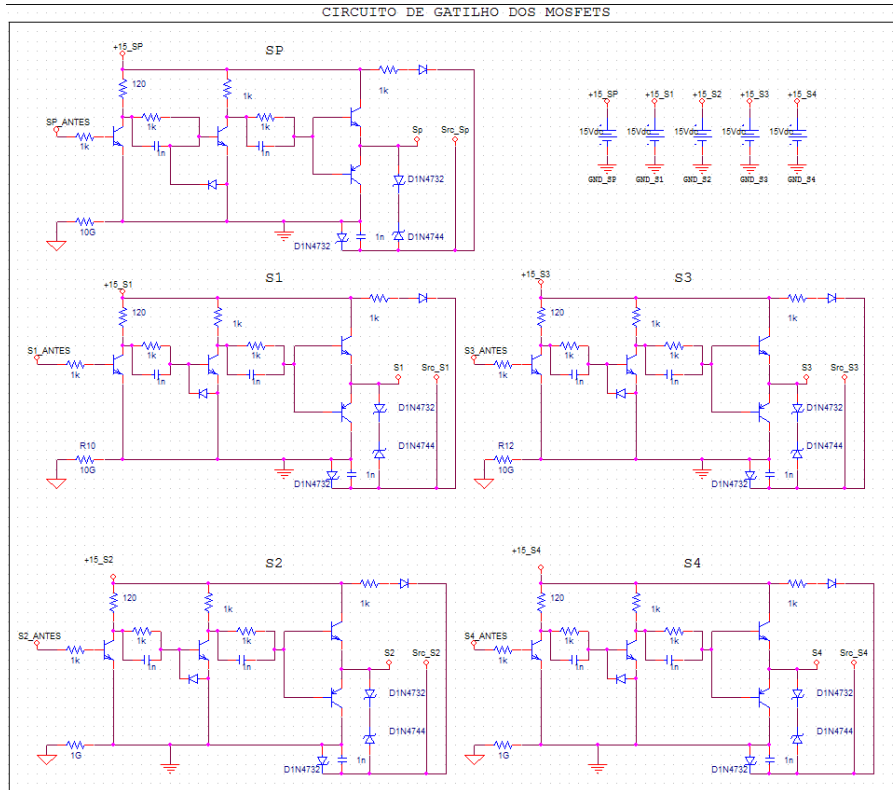 CIRCUITO DE GATILHO DOS MOSFETS
SP
+15_SP
120
1k
1k
SP_ANTES
1k
1k
1k
1n
1n
Sp
Src_Sp
D1N4732
D1N4744
D1N4732
1n
10G
+15_SP
+15_S1
+15_S2
+15_S3
+15_S4
15Vdc
15Vdc
15Vdc
15Vdc
15Vdc
GND_SP
GND_S1
GND_S2
GND_S3
GND_S4
S1
+15_S1
120
1k
1k
S1_ANTES
1k
1k
1k
1n
1n
S1
Src_S1
D1N4732
D1N4744
R10
10G
D1N4732
1n
S3
+15_S3
120
1k
1k
S3_ANTES
1k
1k
1k
1n
1n
S3
Src_S3
D1N4732
D1N4744
R12
10G
D1N4732
1n
S2
+15_S2
120
1k
1k
S2_ANTES
1k
1k
1k
1n
1n
S2
Src_S2
D1N4732
D1N4744
1G
D1N4732
1n
S4
+15_S4
120
1k
1k
S4_ANTES
1k
1k
1k
1n
1n
S4
Src_S4
D1N4732
D1N4744
1G
D1N4732
1n